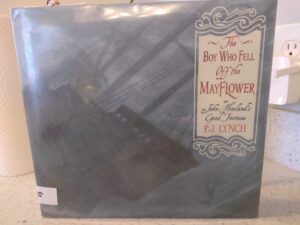 The
BOY WHO FELL
Off the
MAYFLOWER
or
John Howland's
Good Fortune
P.J. LYNCH